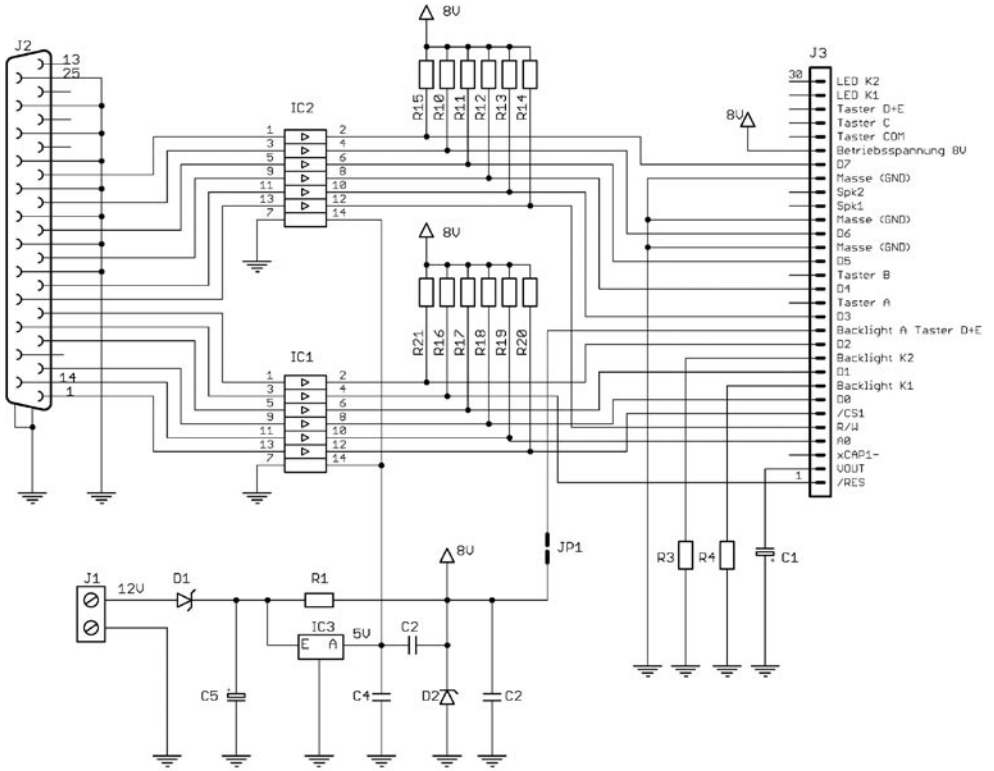 J2
13
25
14
1
8V
R15
R10
R11
R12
R13
R14
IC2
1
3
5
9
11
13
7
2
4
6
8
10
12
14
8V
R21
R16
R17
R18
R19
R20
IC1
1
3
5
9
11
13
7
2
4
6
8
10
12
14
J3
8V
30
LED K2
LED K1
Taster D+E
Taster C
Taster COM
Betriebsspannung 8V
D7
Masse (GND)
Spk2
Spk1
Masse (GND)
D6
Masse (GND)
D5
Taster B
D4
Taster A
D3
Backlight A Taster D+E
D2
Backlight K2
D1
Backlight K1
D0
/CS1
R/W
A0
xCAP1-
VOUT
1
/RES
R3
R4
C1
+
JP1
8V
J1
12V
D1
R1
IC3
E A
5V
C2
C5
+
C4
D2
C2